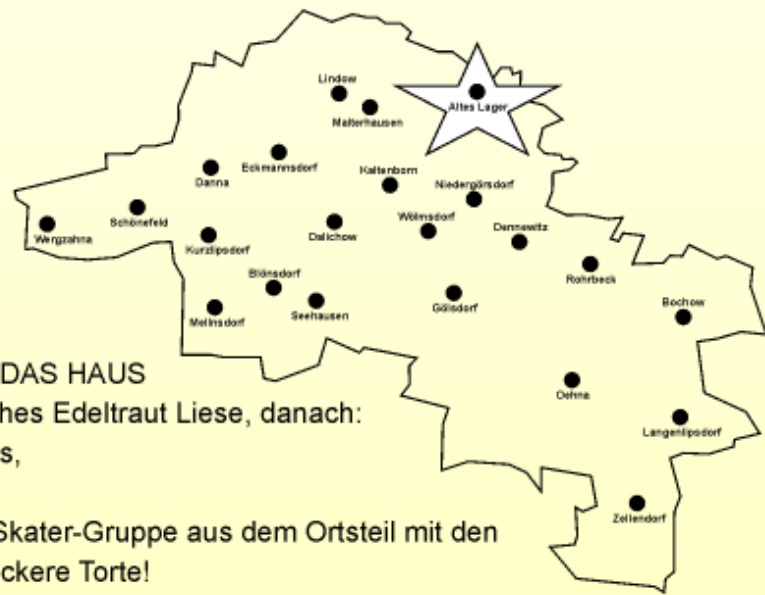 Lindow
Altes Lager
Malterhausen
Eckmannsdorf
Kaltenborn
Danna
Niedergörsdorf
Schönefeld
Wölmsdorf
Dennewitz
Wergzahna
Kurzlipsdorf
Dalichow
Rohrbeck
Blönsdorf
Gölsdorf
Bochow
Seehausen
Mellnsdorf
DAS HAUS
Oehna
ches Edeltraut Liese, danach:
Langenlipsdorf
s,
Zellendorf
Skater-Gruppe aus dem Ortsteil mit den
ckere Torte!